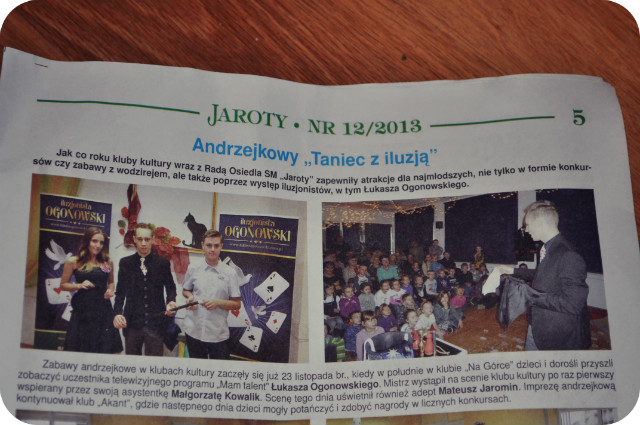 JAROTY • NR 12/2013
5
Andrzejkowy „Taniec z iluzją”
Jak co roku kluby kultury wraz z Radą Osiedla SM „Jaroty” zapewniły atrakcje dla najmłodszych, nie tylko w formie konkur-
sów czy zabawy z wodzirejem, ale także poprzez występ iluzjonistów, w tym Łukasza Ogonowskiego.
iluzjonista
OGONOWSKI
iluzjonista
OGONOWSKI
Zabawy andrzejkowe w klubach kultury zaczęły się już 23 listopada br., kiedy w południe w klubie „Na Górce” dzieci i dorośli przyszli
zobaczyć uczestnika telewizyjnego programu „Mam talent” Łukasza Ogonowskiego. Mistrz wystąpił na scenie klubu kultury po raz pierwszy
wspierany przez swoją asystentkę Małgorzatę Kowalik. Scenę tego dnia uświetnił również adept Mateusz Jaromin. Imprezę andrzejkową
kontynuował klub „Akant”, gdzie następnego dnia dzieci mogły potańczyć i zdobyć nagrody w licznych konkursach.